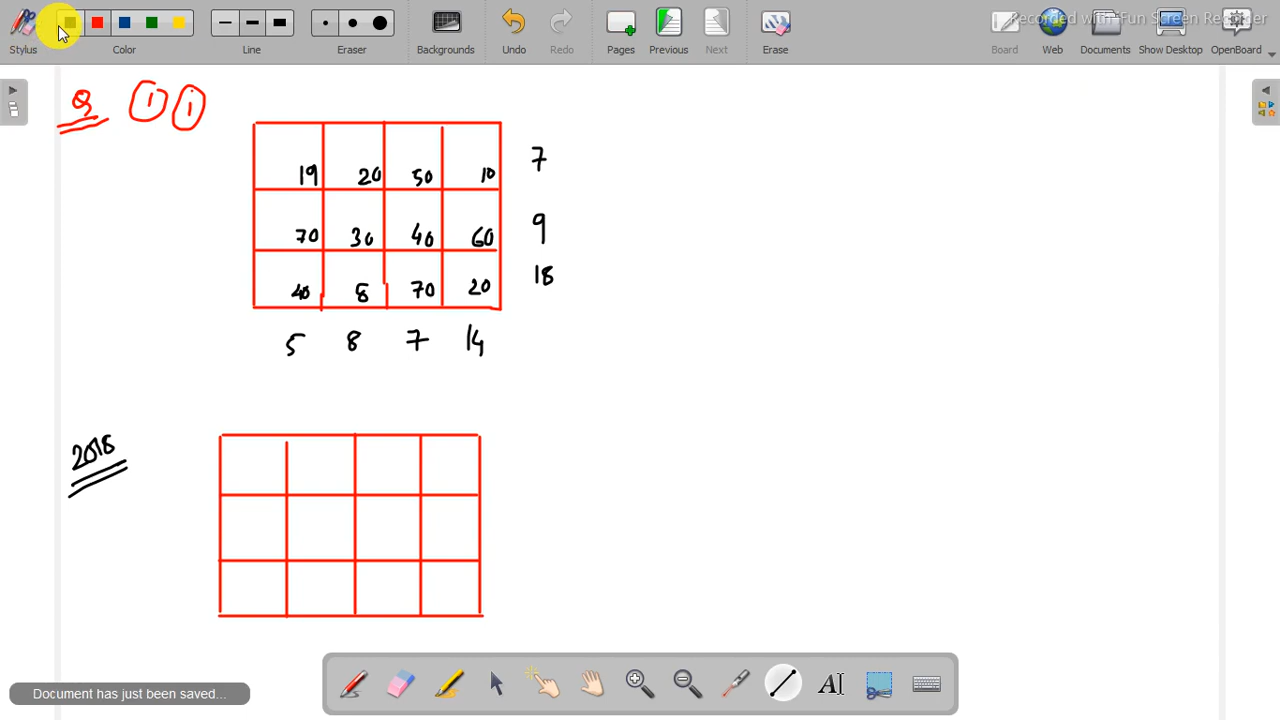 Recorded with iFun Screen Recorder
Stylus Color Line Eraser Backgrounds Undo Redo Pages Previous Next Erase Board Web Documents Show Desktop OpenBoard
Q 1 1
19 20 50 10 7
70 30 40 60 9
40 8 70 20 18
5 8 7 14
2018
AI
Document has just been saved...